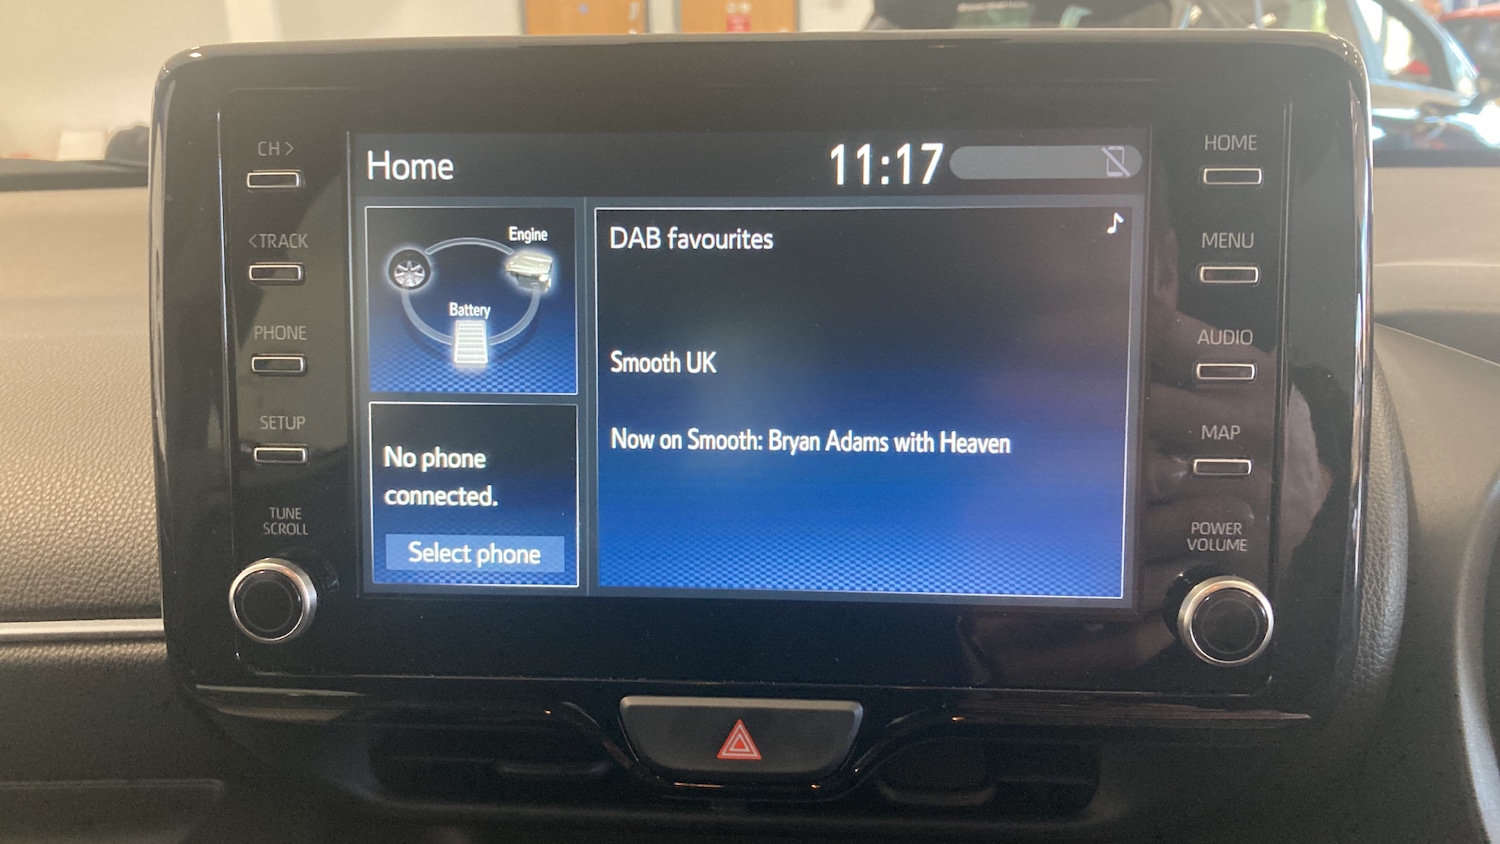 CH >
<TRACK
PHONE
SETUP
TUNE
SCROLL
Home
11:17
Engine
Battery
No phone
connected.
Select phone
DAB favourites
Smooth UK
Now on Smooth: Bryan Adams with Heaven
HOME
MENU
AUDIO
MAP
POWER
VOLUME